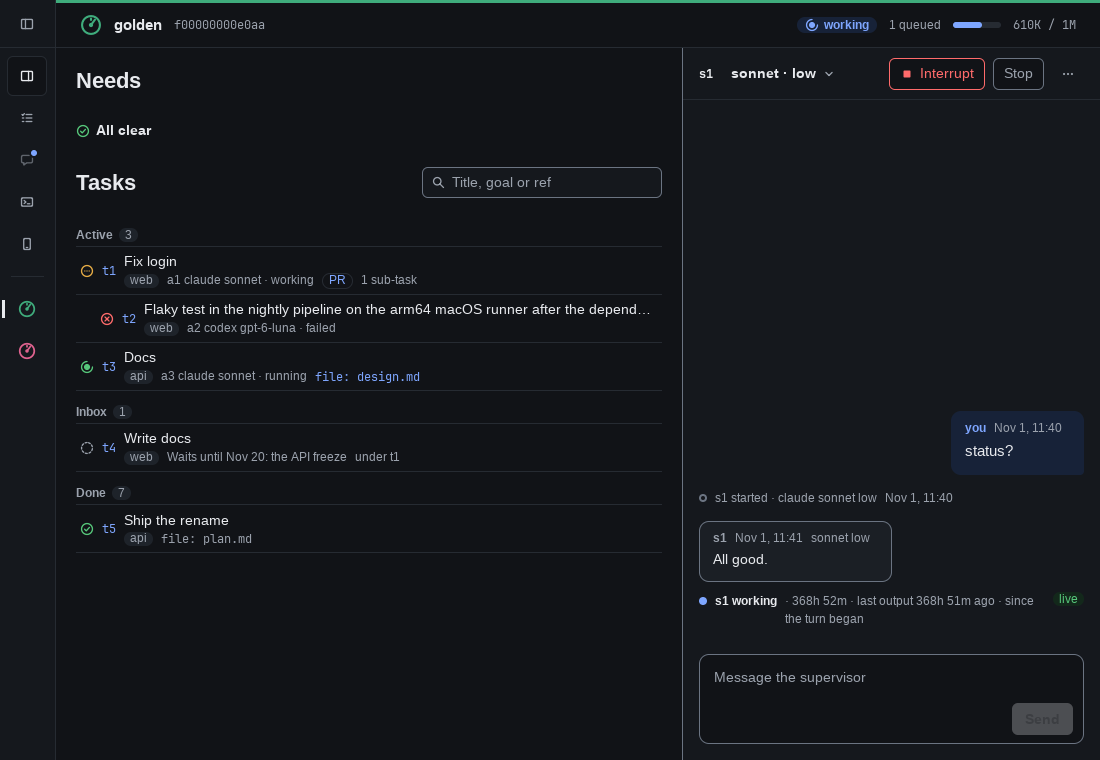 golden f00000000e0aa
working 1 queued 610K / 1M
Needs
All clear
Tasks
Title, goal or ref
Active 3
t1 Fix login
web a1 claude sonnet · working PR 1 sub-task
t2 Flaky test in the nightly pipeline on the arm64 macOS runner after the depend…
web a2 codex gpt-6-luna · failed
t3 Docs
api a3 claude sonnet · running file: design.md
Inbox 1
t4 Write docs
web Waits until Nov 20: the API freeze under t1
Done 7
t5 Ship the rename
api file: plan.md
s1 sonnet · low Interrupt Stop
you Nov 1, 11:40
status?
s1 started · claude sonnet low Nov 1, 11:40
s1 Nov 1, 11:41 sonnet low
All good.
s1 working · 368h 52m · last output 368h 51m ago · since live
the turn began
Message the supervisor
Send